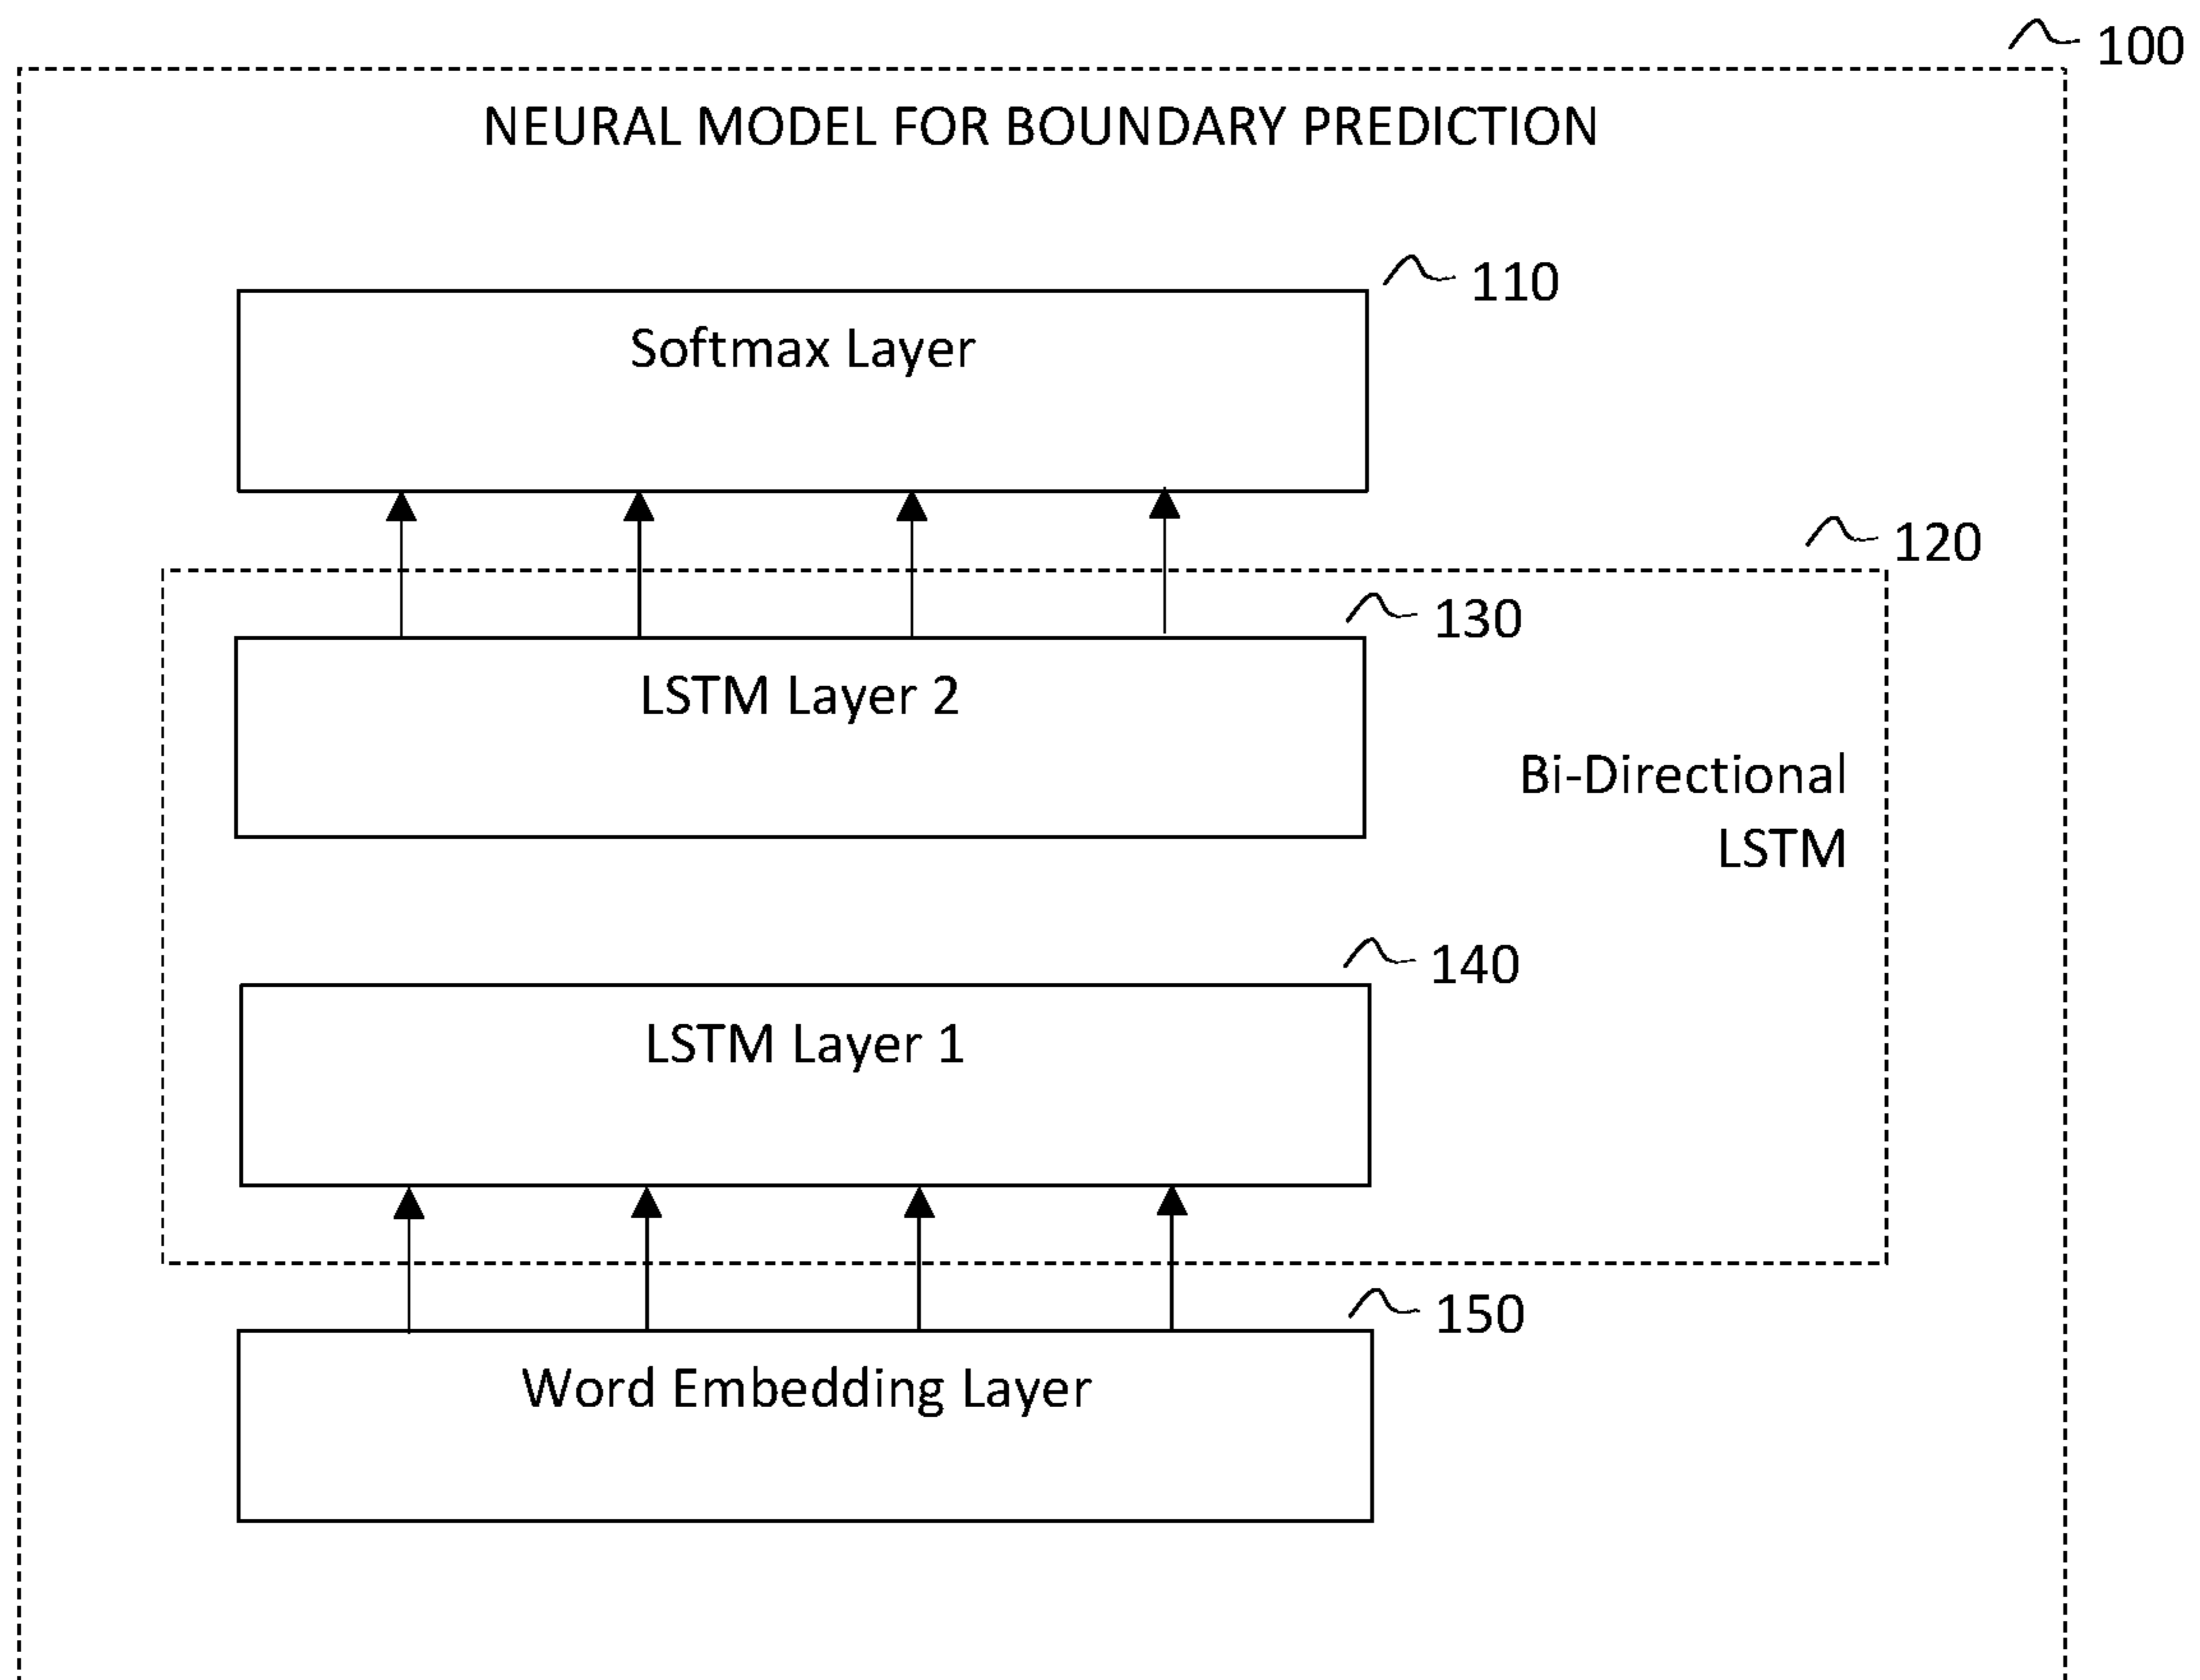 100
NEURAL MODEL FOR BOUNDARY PREDICTION
110
Softmax Layer
120
130
LSTM Layer 2
Bi-Directional
LSTM
140
LSTM Layer 1
150
Word Embedding Layer